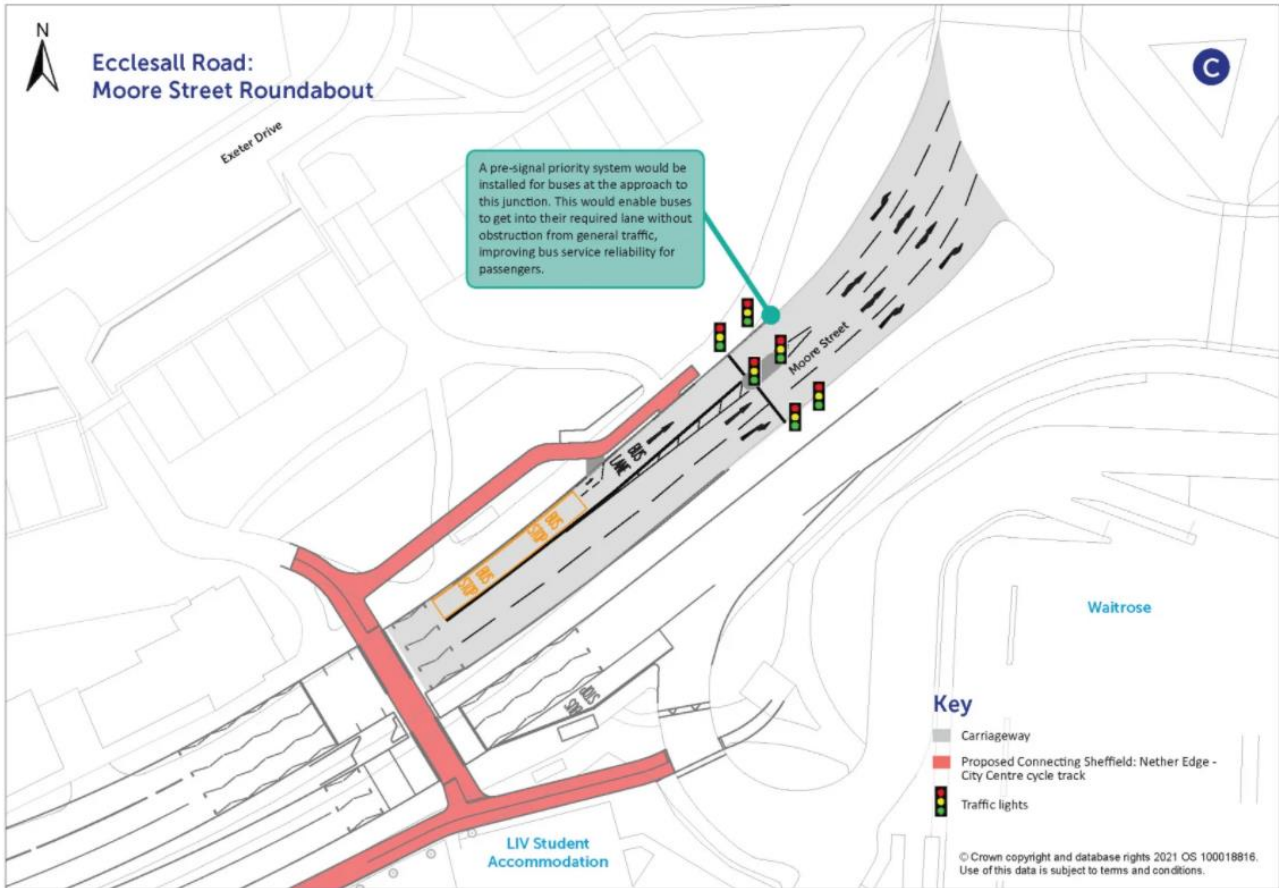 N
Ecclesall Road:
Moore Street Roundabout
C
Exeter Drive
A pre-signal priority system would be
installed for buses at the approach to
this junction. This would enable buses
to get into their required lane without
obstruction from general traffic,
improving bus service reliability for
passengers.
Moore Street
BUS
LANE
BUS
STOP
BUS
STOP
BUS
STOP
Waitrose
LIV Student
Accommodation
Key
Carriageway
Proposed Connecting Sheffield: Nether Edge -
City Centre cycle track
Traffic lights
© Crown copyright and database rights 2021 OS 100018816.
Use of this data is subject to terms and conditions.